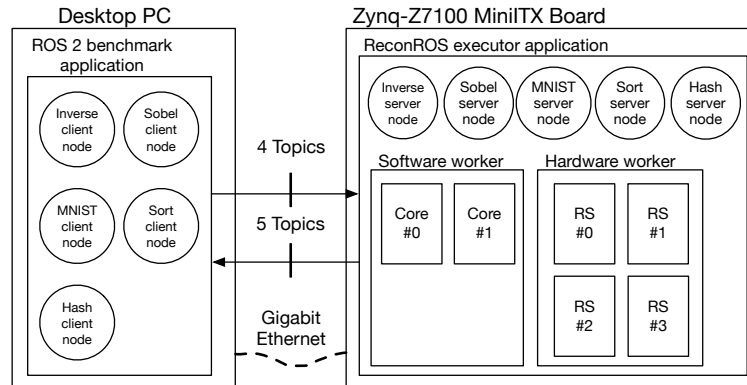 Desktop PC
ROS 2 benchmark
application
Inverse
client
node
Sobel
client
node
MNIST
client
node
Sort
client
node
Hash
client
node
4 Topics
5 Topics
Gigabit
Ethernet
Zynq-Z7100 MiniITX Board
ReconROS executor application
Inverse
server
node
Sobel
server
node
MNIST
server
node
Sort
server
node
Hash
server
node
Software worker
Core
#0
Core
#1
Hardware worker
RS
#0
RS
#1
RS
#2
RS
#3